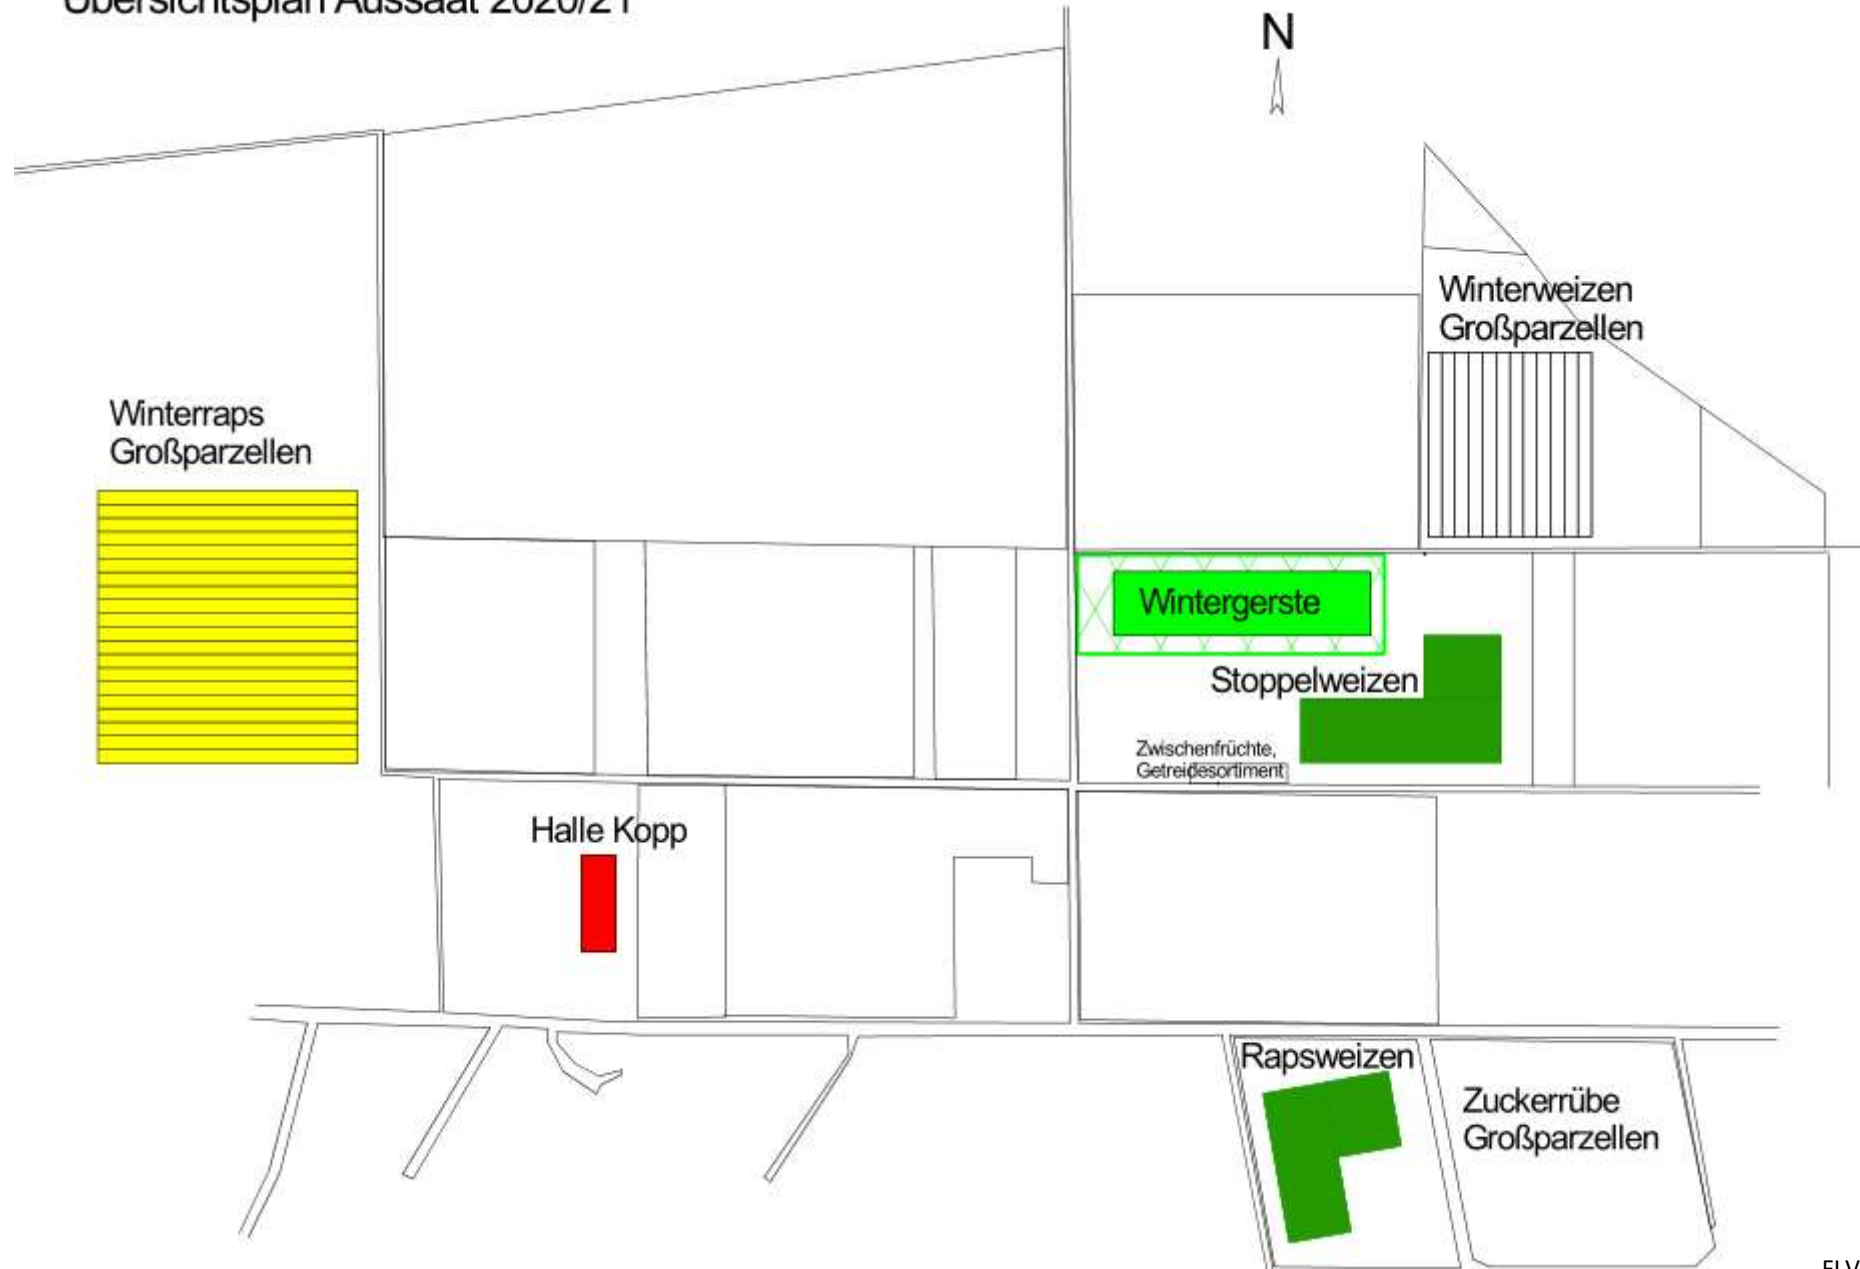 Übersichtsplan Aussaat 2020/21
N
Winterweizen
Großparzellen
Winterraps
Großparzellen
Wintergerste
Stoppelweizen
Zwischenfrüchte,
Getreidesortiment
Halle Kopp
Rapsweizen
Zuckerrübe
Großparzellen